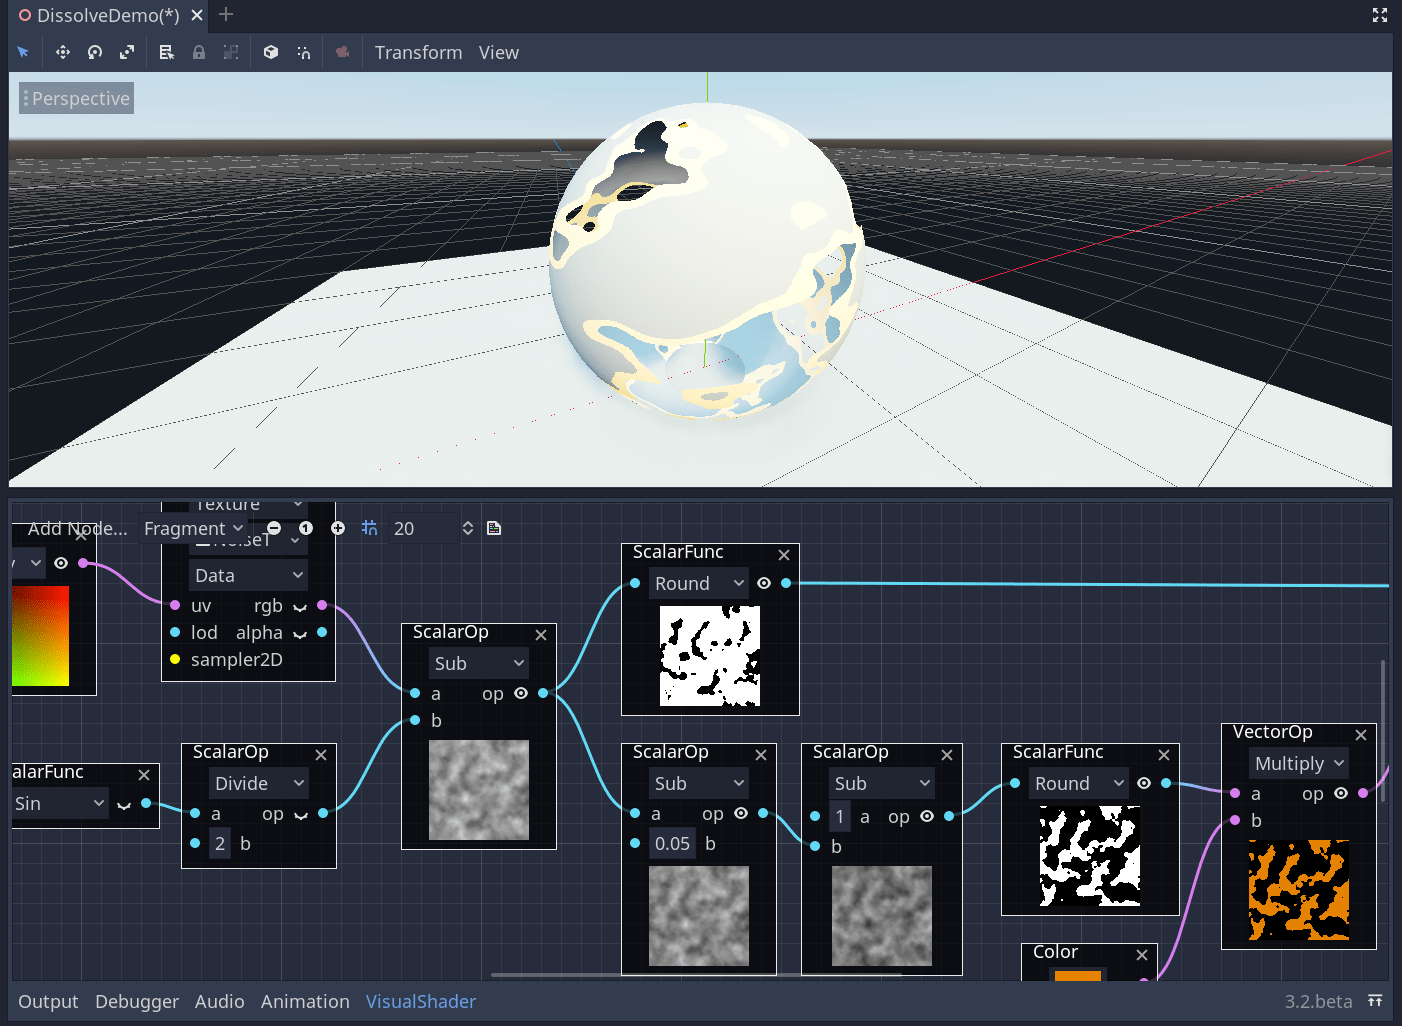 DissolveDemo(*)
Transform View
Perspective
Texture
Add Node... Fragment 20
NoiseT
Data
uv rgb
lod alpha
sampler2D
ScalarOp
Sub
a op
b
ScalarFunc
Round
alarFunc
Sin
ScalarOp
Divide
a op
2 b
ScalarOp
Sub
a op
0.05 b
ScalarOp
Sub
1 a op
b
ScalarFunc
Round
VectorOp
Multiply
a op
b
Color
Output Debugger Audio Animation VisualShader 3.2.beta